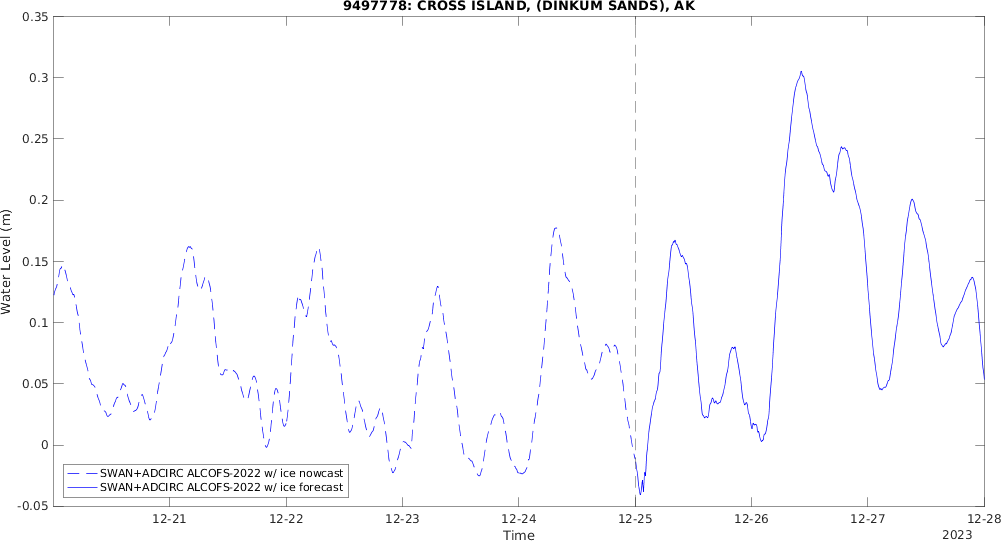 9497778: CROSS ISLAND, (DINKUM SANDS), AK
0.35
0.3
0.25
0.2
0.15
0.1
0.05
0
-0.05
Water Level (m)
SWAN+ADCIRC ALCOFS-2022 w/ ice nowcast
SWAN+ADCIRC ALCOFS-2022 w/ ice forecast
12-21 12-22 12-23 12-24 12-25 12-26 12-27 12-28
Time
2023